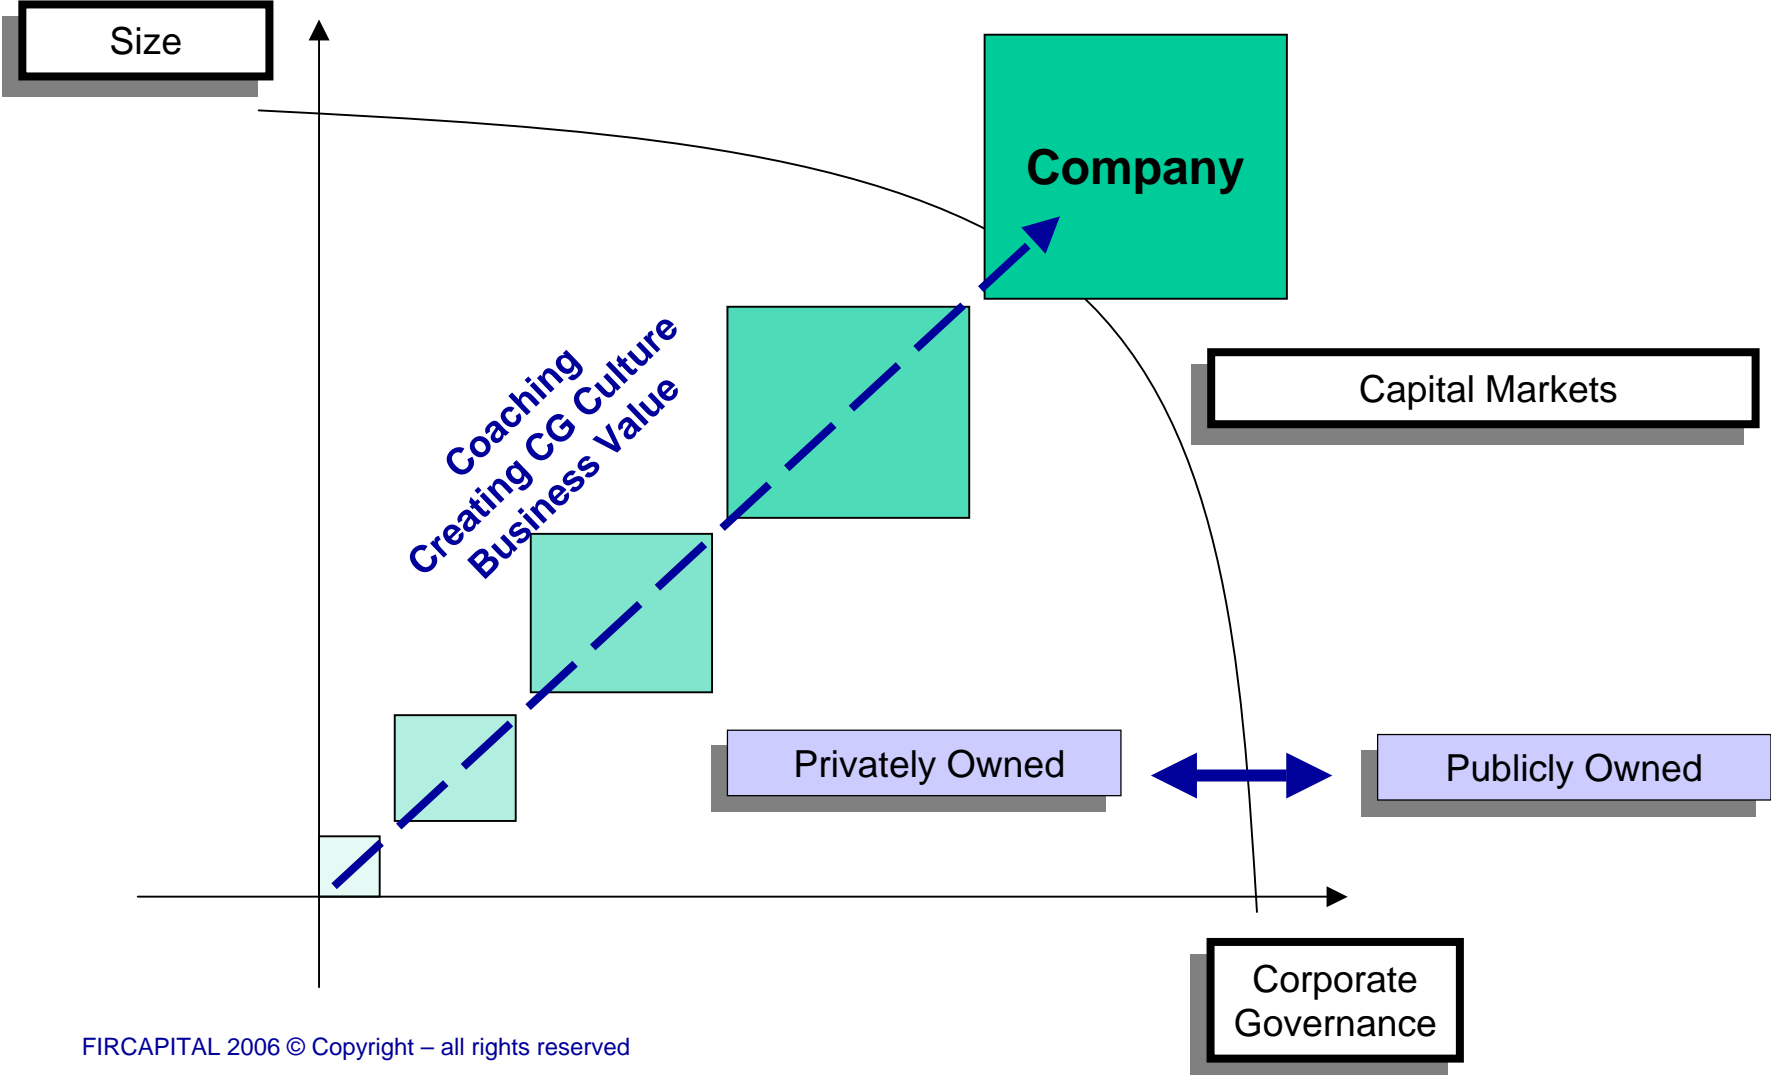 Size
Company
Coaching
Creating CG Culture
Business Value
Capital Markets
Privately Owned
Publicly Owned
Corporate
Governance
FIRCAPITAL 2006 © Copyright – all rights reserved